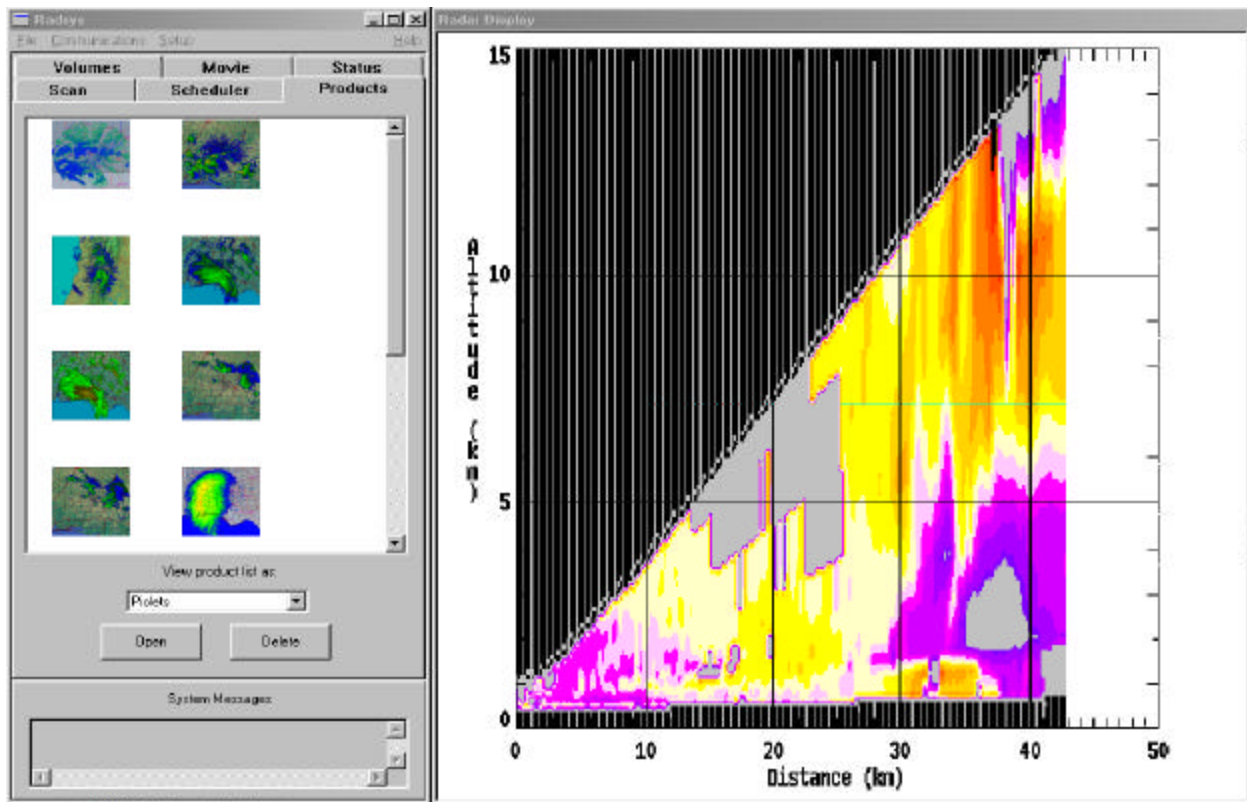 Radsys
File Communications Setup Help
Volumes Movie Status
Scan Scheduler Products
View product list as:
Piclets
Open Delete
System Messages
Radar Display
15
10
5
0
Altitude (km)
0 10 20 30 40 50
Distance (km)